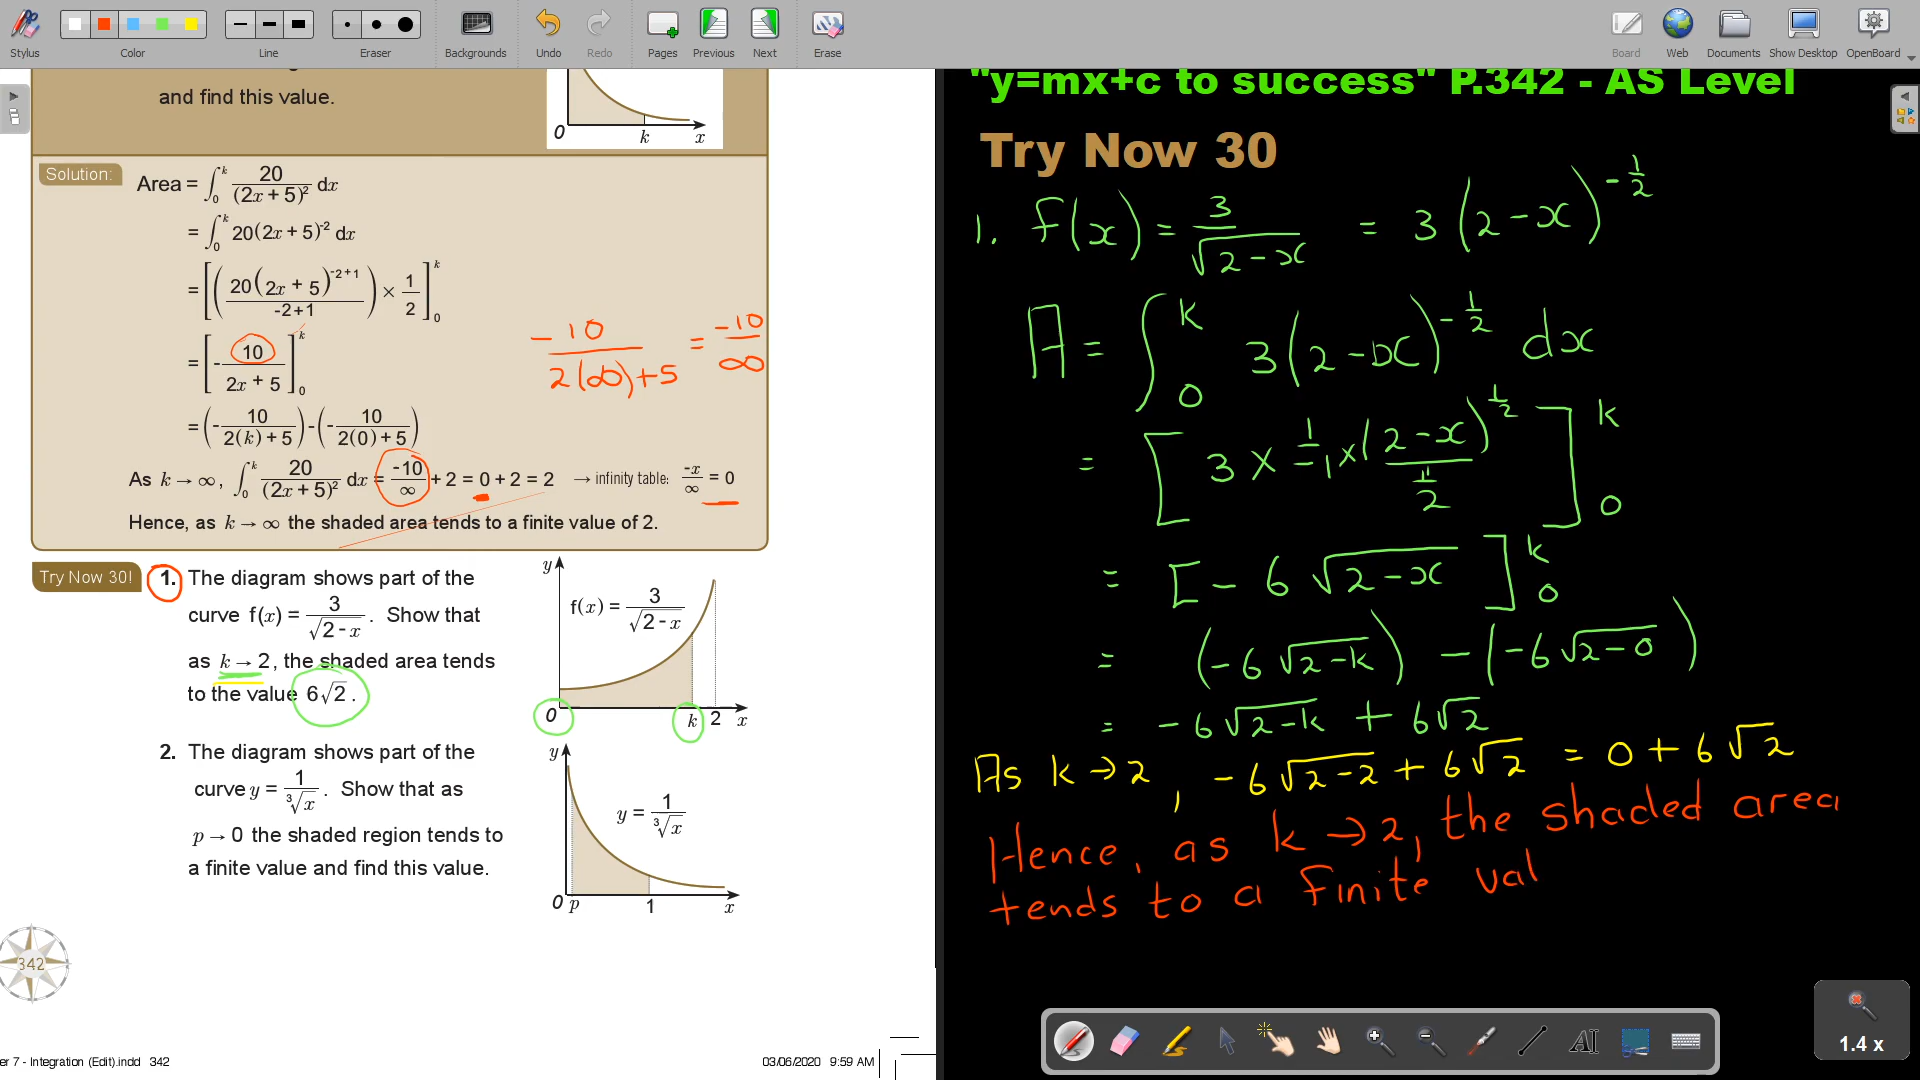 Stylus Color Line Eraser Backgrounds Undo Redo Pages Previous Next Erase Board Web Documents Show Desktop OpenBoard
and find this value.
0 k x
Solution:
Area = ∫₀ᵏ 20/(2x + 5)² dx
= ∫₀ᵏ 20(2x + 5)⁻² dx
= [(20(2x + 5)⁻²⁺¹/-2+1) × 1/2]₀ᵏ
= [-10/2x + 5]₀ᵏ
-10/2(∞)+5 = -10/∞
= (-10/2(k) + 5) - (-10/2(0) + 5)
As k → ∞, ∫₀ᵏ 20/(2x + 5)² dx = -10/∞ + 2 = 0 + 2 = 2 → infinity table: -x/∞ = 0
Hence, as k → ∞ the shaded area tends to a finite value of 2.
Try Now 30!
1. The diagram shows part of the
curve f(x) = 3/√2 - x. Show that
as k → 2, the shaded area tends
to the value 6√2.
y
f(x) = 3/√2 - x
0 k 2 x
2. The diagram shows part of the
curve y = 1/³√x. Show that as
p → 0 the shaded region tends to
a finite value and find this value.
y
y = 1/³√x
0 p 1 x
342
er 7 - Integration (Edit).indd 342
03/06/2020 9:59 AM
"y=mx+c to success" P.342 - AS Level
Try Now 30
1. f(x) = 3/√2-x = 3(2-x)^-1/2
A = ∫₀ᵏ 3(2-x)^-1/2 dx
= [3 × 1/-1 × (2-x)^1/2/1/2]₀ᵏ
= [-6√2-x]₀ᵏ
= (-6√2-k) - (-6√2-0)
= -6√2-k + 6√2
As k → 2, -6√2-2 + 6√2 = 0 + 6√2
Hence, as k → 2, the shaded area
tends to a finite val
1.4 x